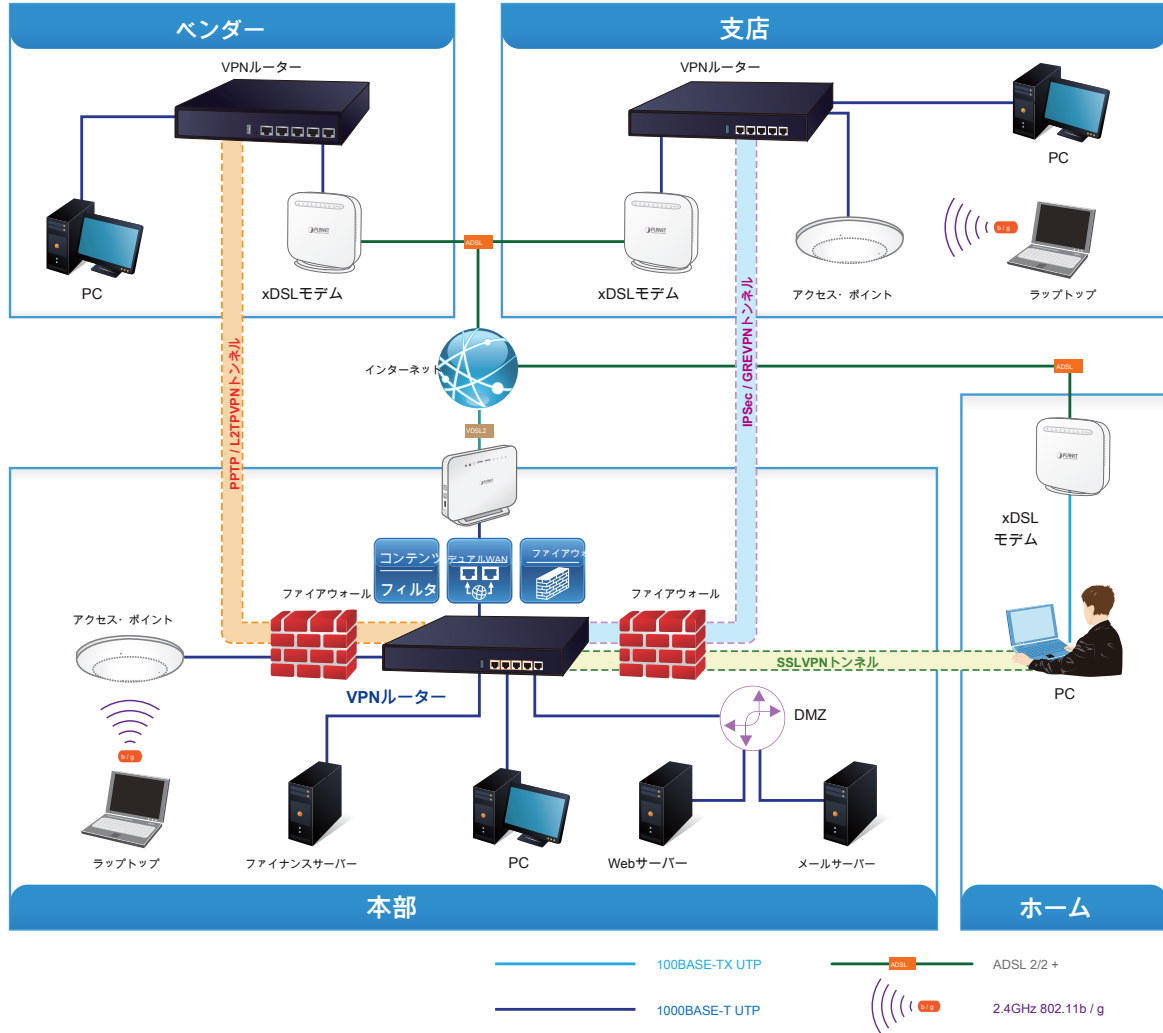 ベンダー
支店
VPNルーター
VPNルーター
PC
PC
PLANET
xDSLモデム
ADSL
PLANET
xDSLモデム
アクセス・ポイント
b / g
ラップトップ
PPTP / L2TPVPNトンネル
IPSec / GREVPNトンネル
インターネット
ADSL
VDSL2
PLANET
PLANET
xDSL
モデム
コンテンツ
フィルタ
デュアルWAN
ファイアウォ
ファイアウォール
ファイアウォール
アクセス・ポイント
VPNルーター
SSLVPNトンネル
PC
DMZ
b / g
ラップトップ
ファイナンスサーバー
PC
Webサーバー
メールサーバー
本部
ホーム
100BASE-TX UTP
ADSL
ADSL 2/2 +
1000BASE-T UTP
b / g
2.4GHz 802.11b / g